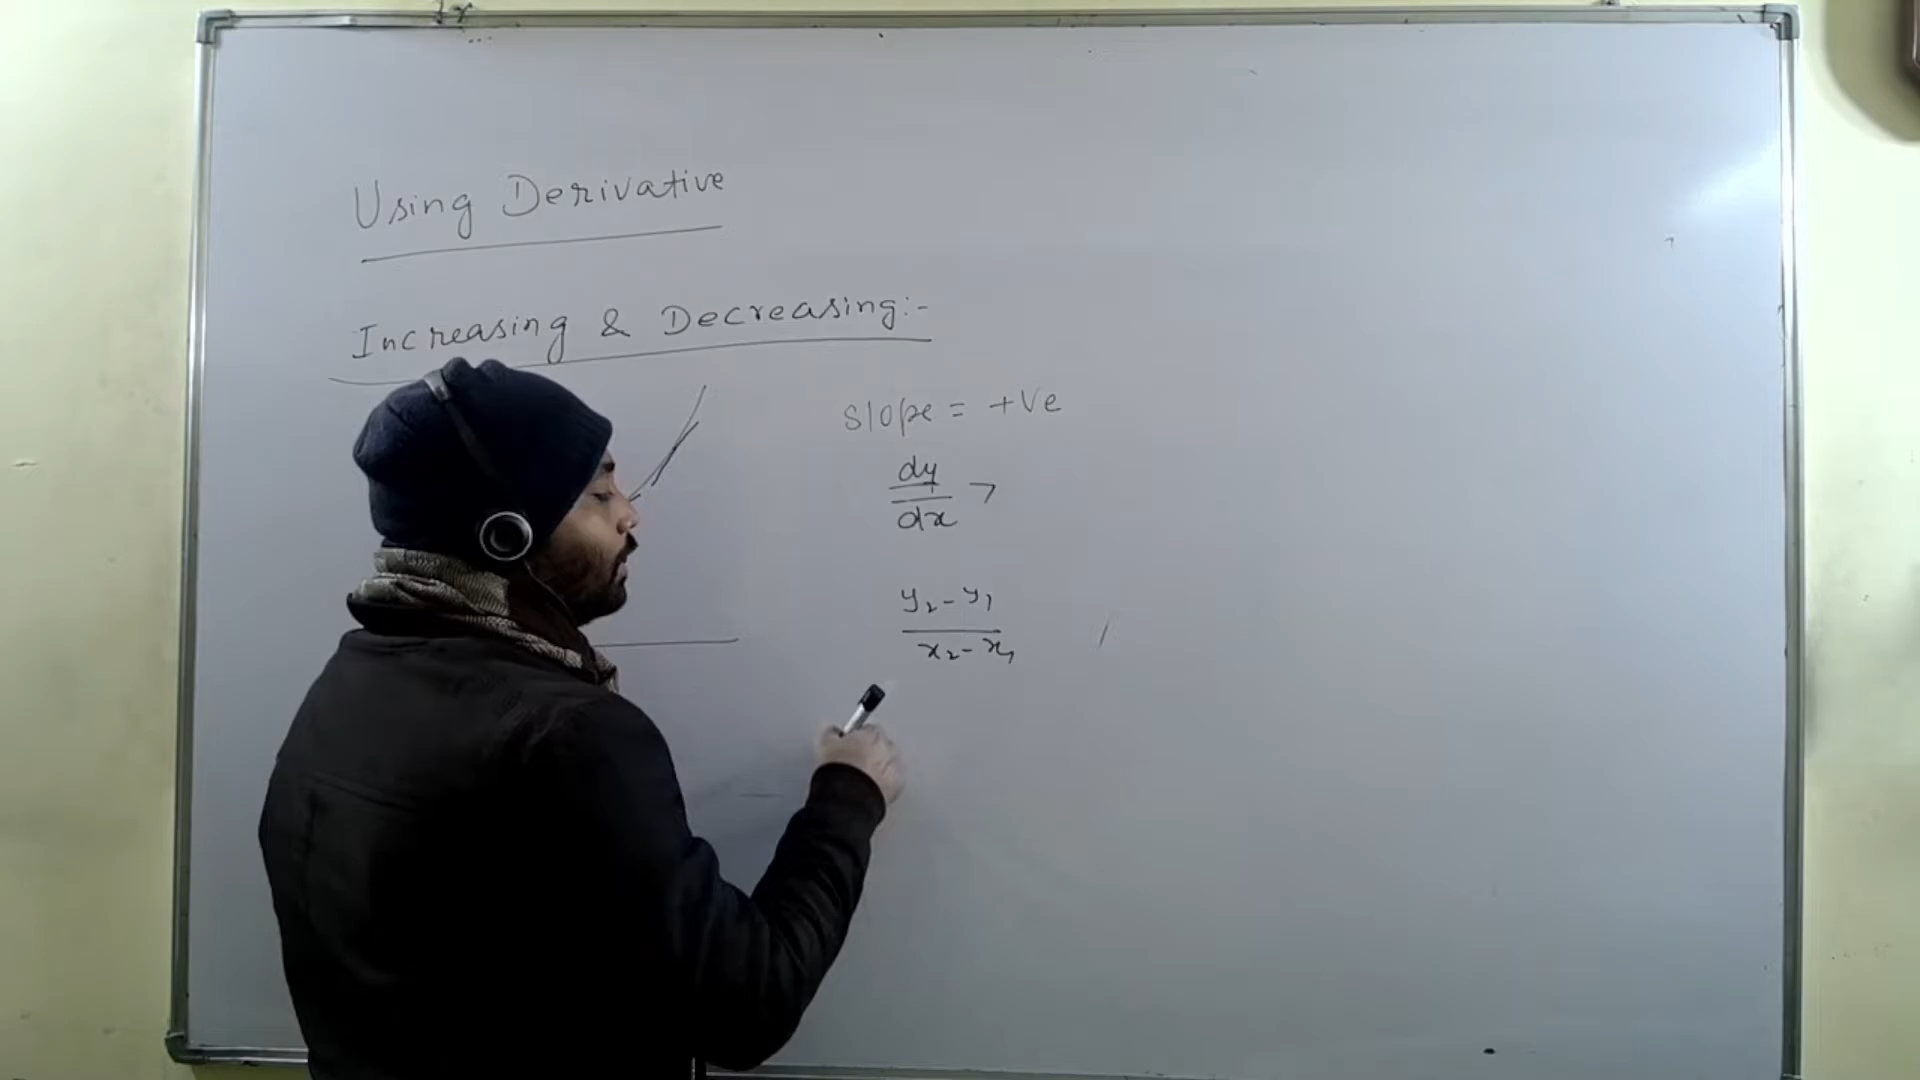 Using Derivative
Increasing & Decreasing:-
slope = +ve
dy
dx >
y₂-y₁
x₂-x₁